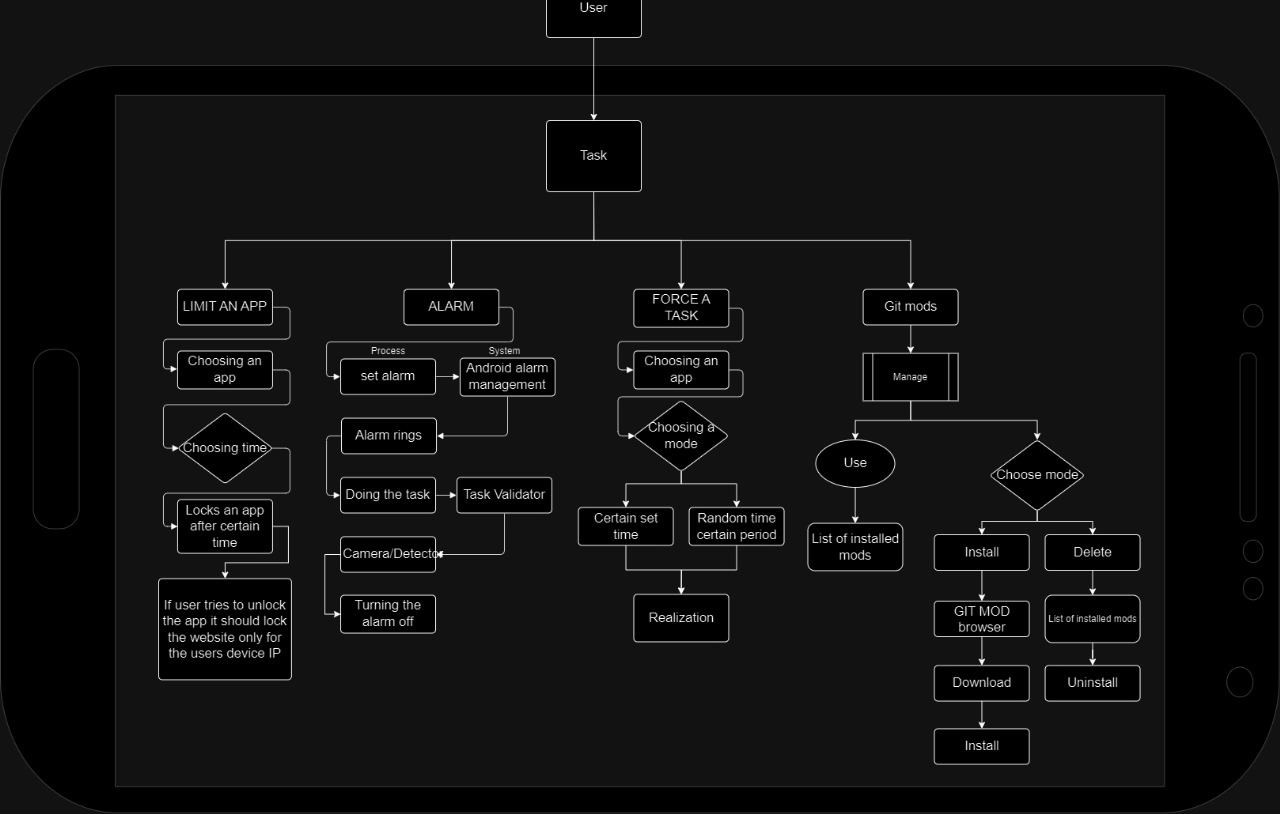 User
Task
LIMIT AN APP
Choosing an
app
Choosing time
Locks an app
after certain
time
If user tries to unlock
the app it should lock
the website only for
the users device IP
ALARM
Process
set alarm
System
Android alarm
management
Alarm rings
Doing the task
Task Validator
Camera/Detecto
Turning the
alarm off
FORCE A
TASK
Choosing an
app
Choosing a
mode
Certain set
time
Random time
certain period
Realization
Git mods
Manage
Use
List of installed
mods
Choose mode
Install
GIT MOD
browser
Download
Install
Delete
List of installed mods
Uninstall